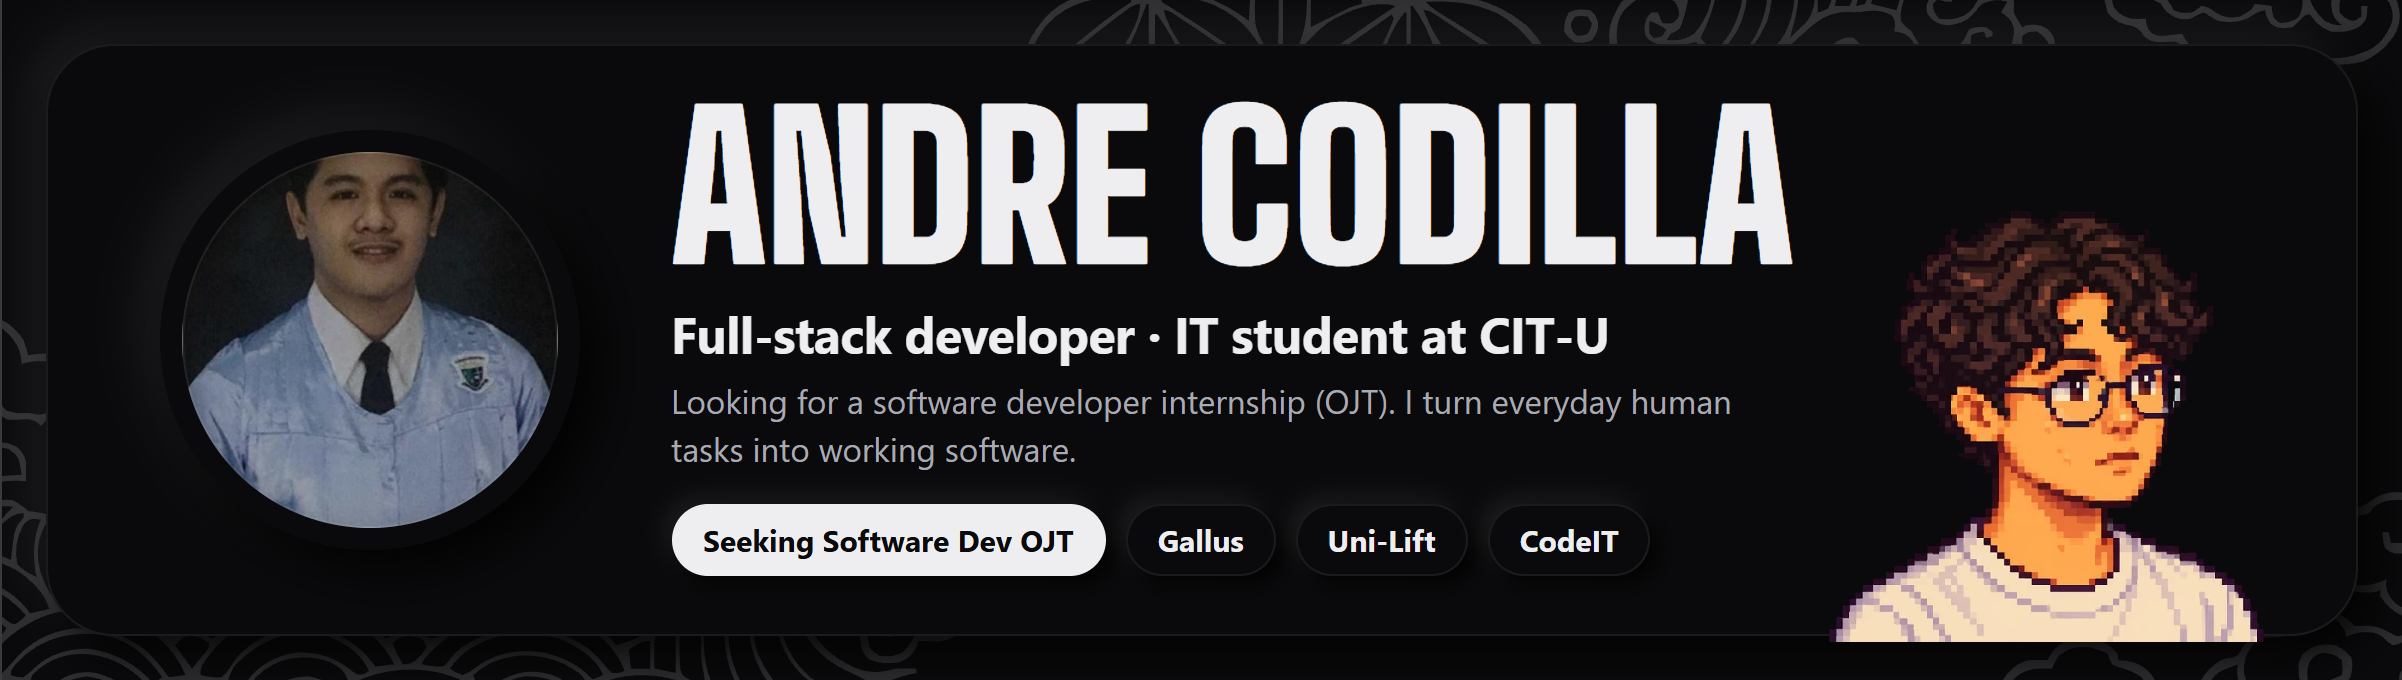 ANDRE CODILLA
Full-stack developer · IT student at CIT-U
Looking for a software developer internship (OJT). I turn everyday human
tasks into working software.
Seeking Software Dev OJT
Gallus
Uni-Lift
CodeIT